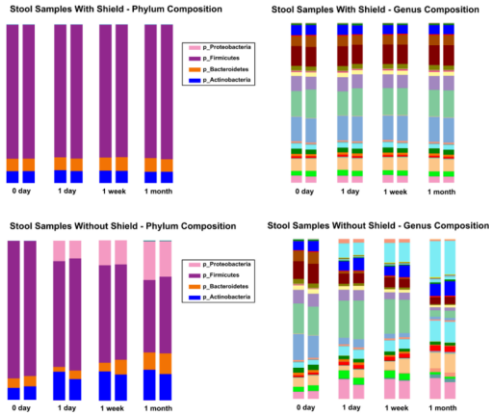 Stool Samples With Shield - Phylum Composition
p_Proteobacteria
p_Firmicutes
p_Bacteroidetes
p_Actinobacteria
0 day
1 day
1 week
1 month
Stool Samples With Shield - Genus Composition
0 day
1 day
1 week
1 month
Stool Samples Without Shield - Phylum Composition
p_Proteobacteria
p_Firmicutes
p_Bacteroidetes
p_Actinobacteria
0 day
1 day
1 week
1 month
Stool Samples Without Shield - Genus Composition
0 day
1 day
1 week
1 month